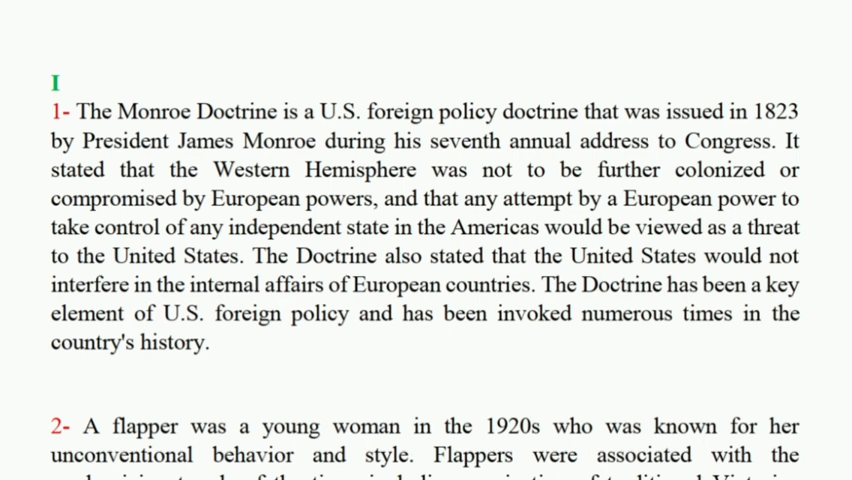 I
1- The Monroe Doctrine is a U.S. foreign policy doctrine that was issued in 1823
by President James Monroe during his seventh annual address to Congress. It
stated that the Western Hemisphere was not to be further colonized or
compromised by European powers, and that any attempt by a European power to
take control of any independent state in the Americas would be viewed as a threat
to the United States. The Doctrine also stated that the United States would not
interfere in the internal affairs of European countries. The Doctrine has been a key
element of U.S. foreign policy and has been invoked numerous times in the
country's history.
2- A flapper was a young woman in the 1920s who was known for her
unconventional behavior and style. Flappers were associated with the